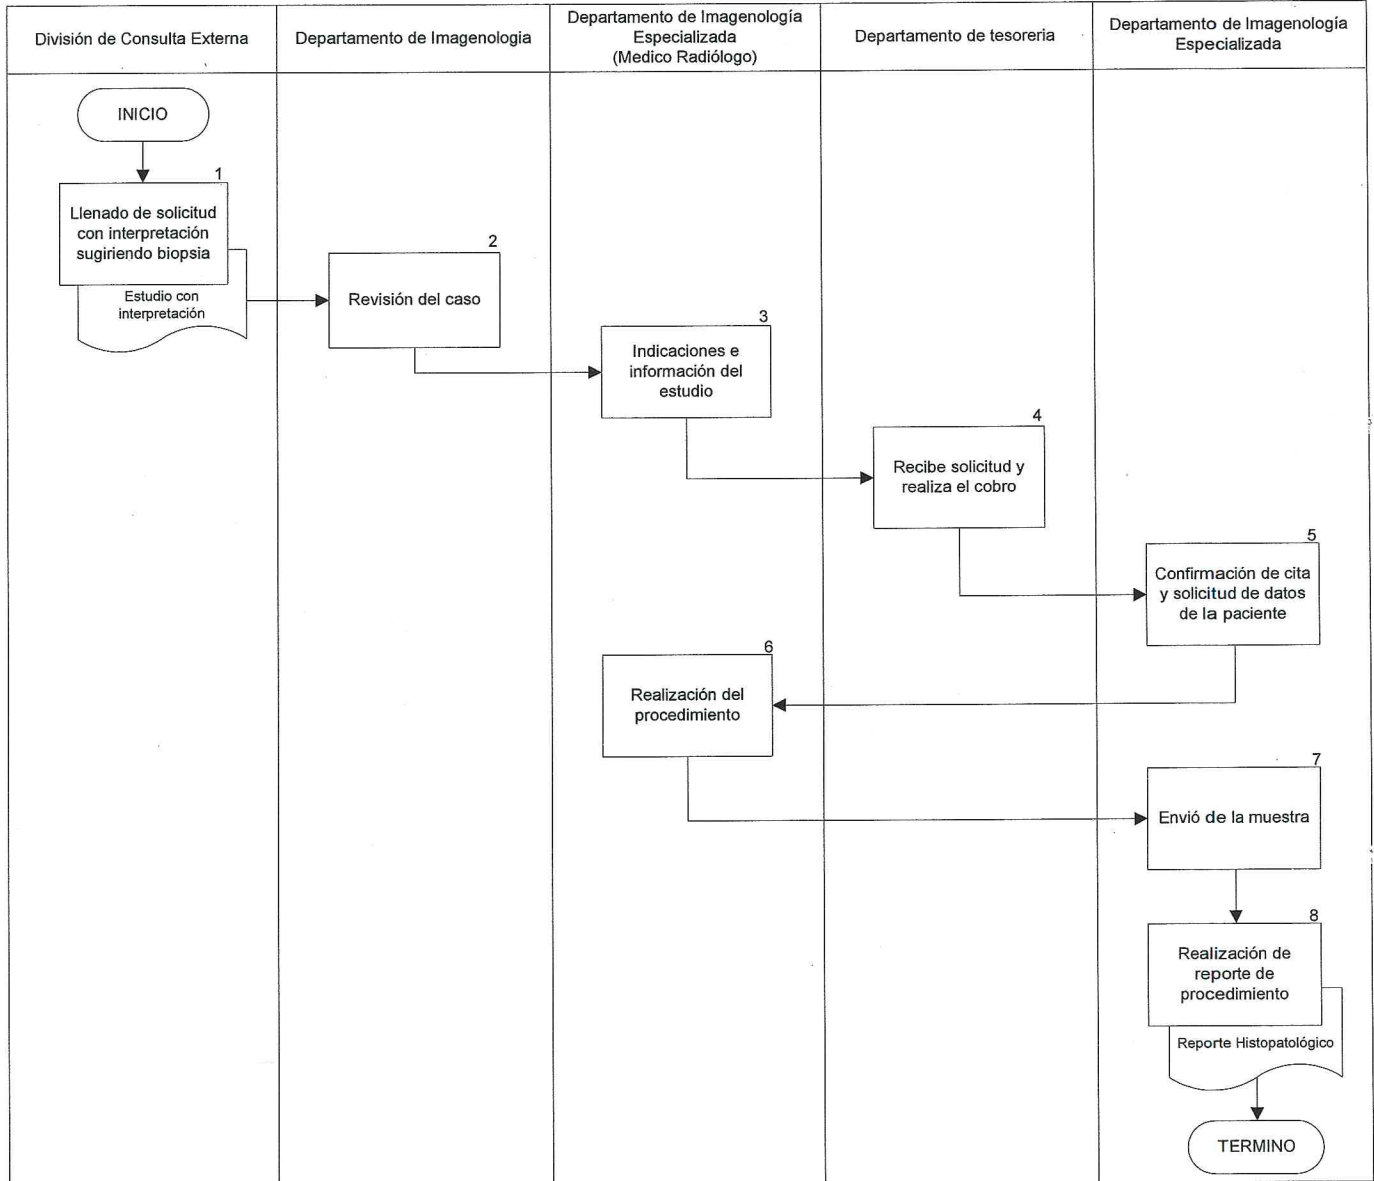 División de Consulta Externa
Departamento de Imagenologia
Departamento de Imagenología
Especializada
(Medico Radiólogo)
Departamento de tesoreria
Departamento de Imagenología
Especializada
INICIO
1
Llenado de solicitud
con interpretación
sugiriendo biopsia
Estudio con
interpretación
2
Revisión del caso
3
Indicaciones e
información del
estudio
4
Recibe solicitud y
realiza el cobro
5
Confirmación de cita
y solicitud de datos
de la paciente
6
Realización del
procedimiento
7
Envió de la muestra
8
Realización de
reporte de
procedimiento
Reporte Histopatológico
TERMINO